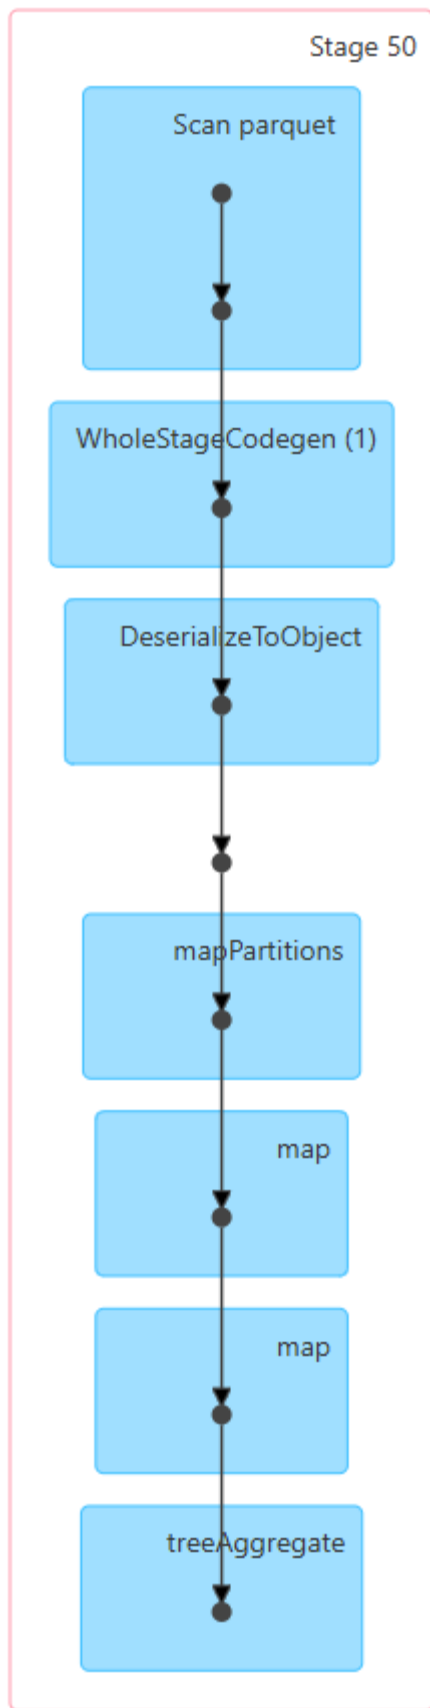 Stage 50
Scan parquet
WholeStageCodegen (1)
DeserializeToObject
mapPartitions
map
map
treeAggregate